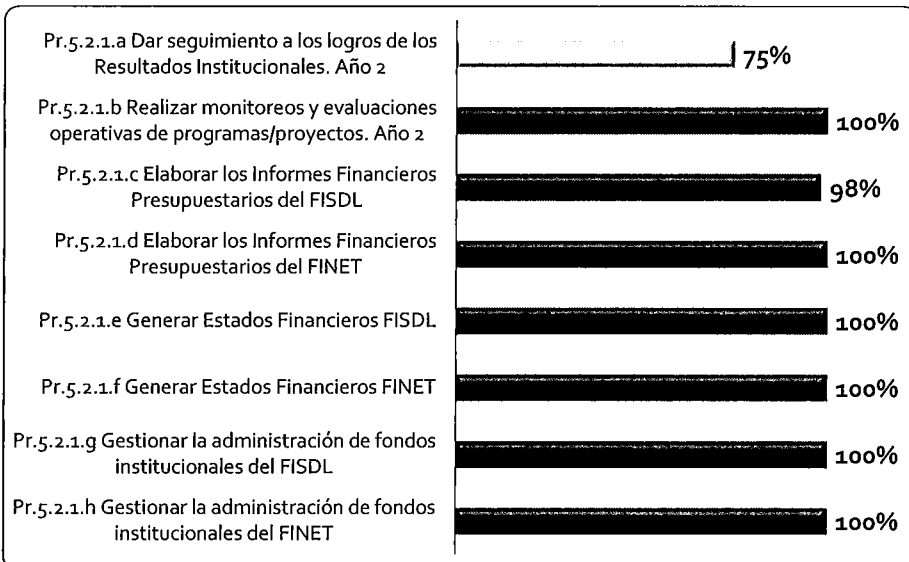 Pr.5.2.1.a Dar seguimiento a los logros de los
Resultados Institucionales. Año 2
75%
Pr.5.2.1.b Realizar monitoreos y evaluaciones
operativas de programas/proyectos. Año 2
100%
Pr.5.2.1.c Elaborar los Informes Financieros
Presupuestarios del FISDL
98%
Pr.5.2.1.d Elaborar los Informes Financieros
Presupuestarios del FINET
100%
Pr.5.2.1.e Generar Estados Financieros FISDL
100%
Pr.5.2.1.f Generar Estados Financieros FINET
100%
Pr.5.2.1.g Gestionar la administración de fondos
institucionales del FISDL
100%
Pr.5.2.1.h Gestionar la administración de fondos
institucionales del FINET
100%